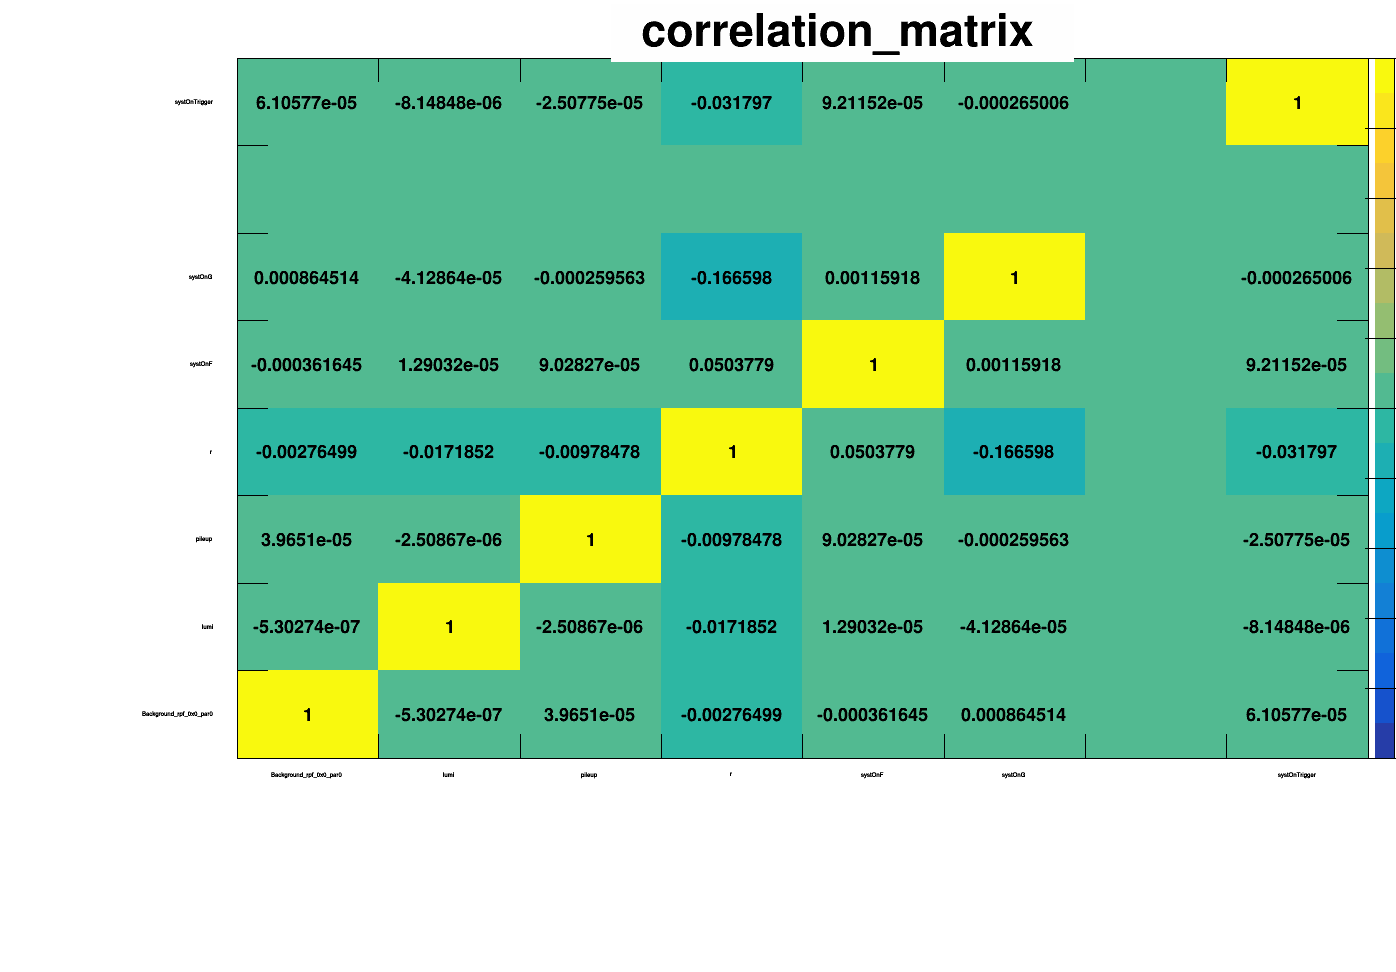 correlation_matrix
systOnTrigger 6.10577e-05 -8.14848e-06 -2.50775e-05 -0.031797 9.21152e-05 -0.000265006 1
systOnG 0.000864514 -4.12864e-05 -0.000259563 -0.166598 0.00115918 1 -0.000265006
systOnF -0.000361645 1.29032e-05 9.02827e-05 0.0503779 1 0.00115918 9.21152e-05
r -0.00276499 -0.0171852 -0.00978478 1 0.0503779 -0.166598 -0.031797
pileup 3.9651e-05 -2.50867e-06 1 -0.00978478 9.02827e-05 -0.000259563 -2.50775e-05
lumi -5.30274e-07 1 -2.50867e-06 -0.0171852 1.29032e-05 -4.12864e-05 -8.14848e-06
Background_rpf_0x0_par0 1 -5.30274e-07 3.9651e-05 -0.00276499 -0.000361645 0.000864514 6.10577e-05
Background_rpf_0x0_par0 lumi pileup r systOnF systOnG systOnTrigger